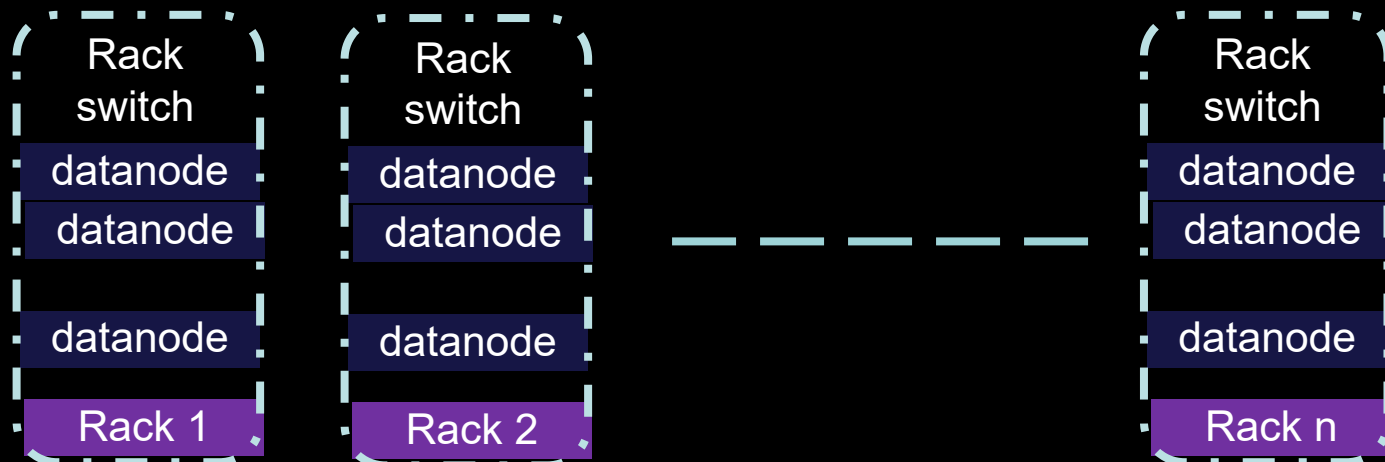 Rack
switch
datanode
datanode
datanode
Rack 1
Rack
switch
datanode
datanode
datanode
Rack 2
Rack
switch
datanode
datanode
datanode
Rack n